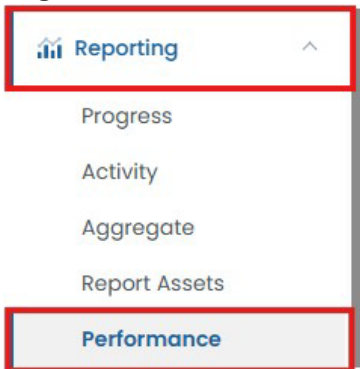 Reporting
Progress
Activity
Aggregate
Report Assets
Performance